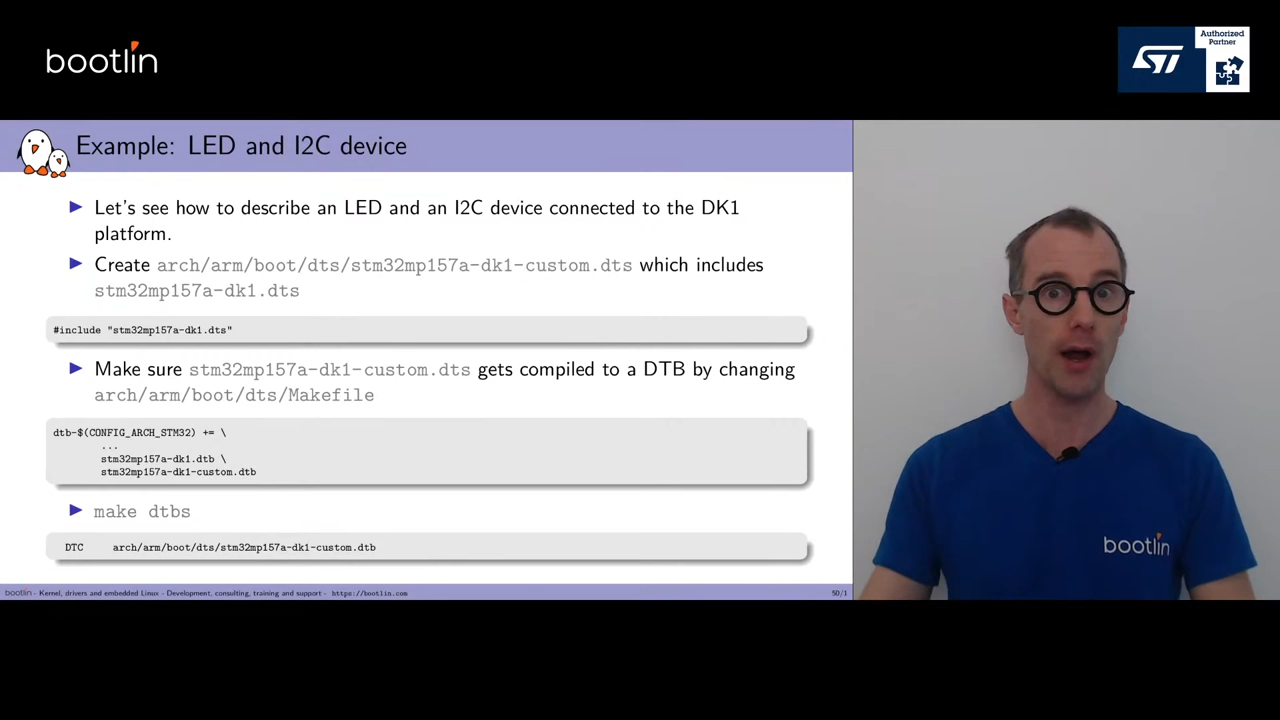 bootlin
ST
Authorized
Partner
Example: LED and I2C device
Let's see how to describe an LED and an I2C device connected to the DK1
platform.
Create arch/arm/boot/dts/stm32mp157a-dk1-custom.dts which includes
stm32mp157a-dk1.dts
#include "stm32mp157a-dk1.dts"
Make sure stm32mp157a-dk1-custom.dts gets compiled to a DTB by changing
arch/arm/boot/dts/Makefile
dtb-$(CONFIG_ARCH_STM32) += \
...
stm32mp157a-dk1.dtb \
stm32mp157a-dk1-custom.dtb
make dtbs
DTC arch/arm/boot/dts/stm32mp157a-dk1-custom.dtb
bootlin - Kernel, drivers and embedded Linux - Development, consulting, training and support - https://bootlin.com
50/1
bootlin